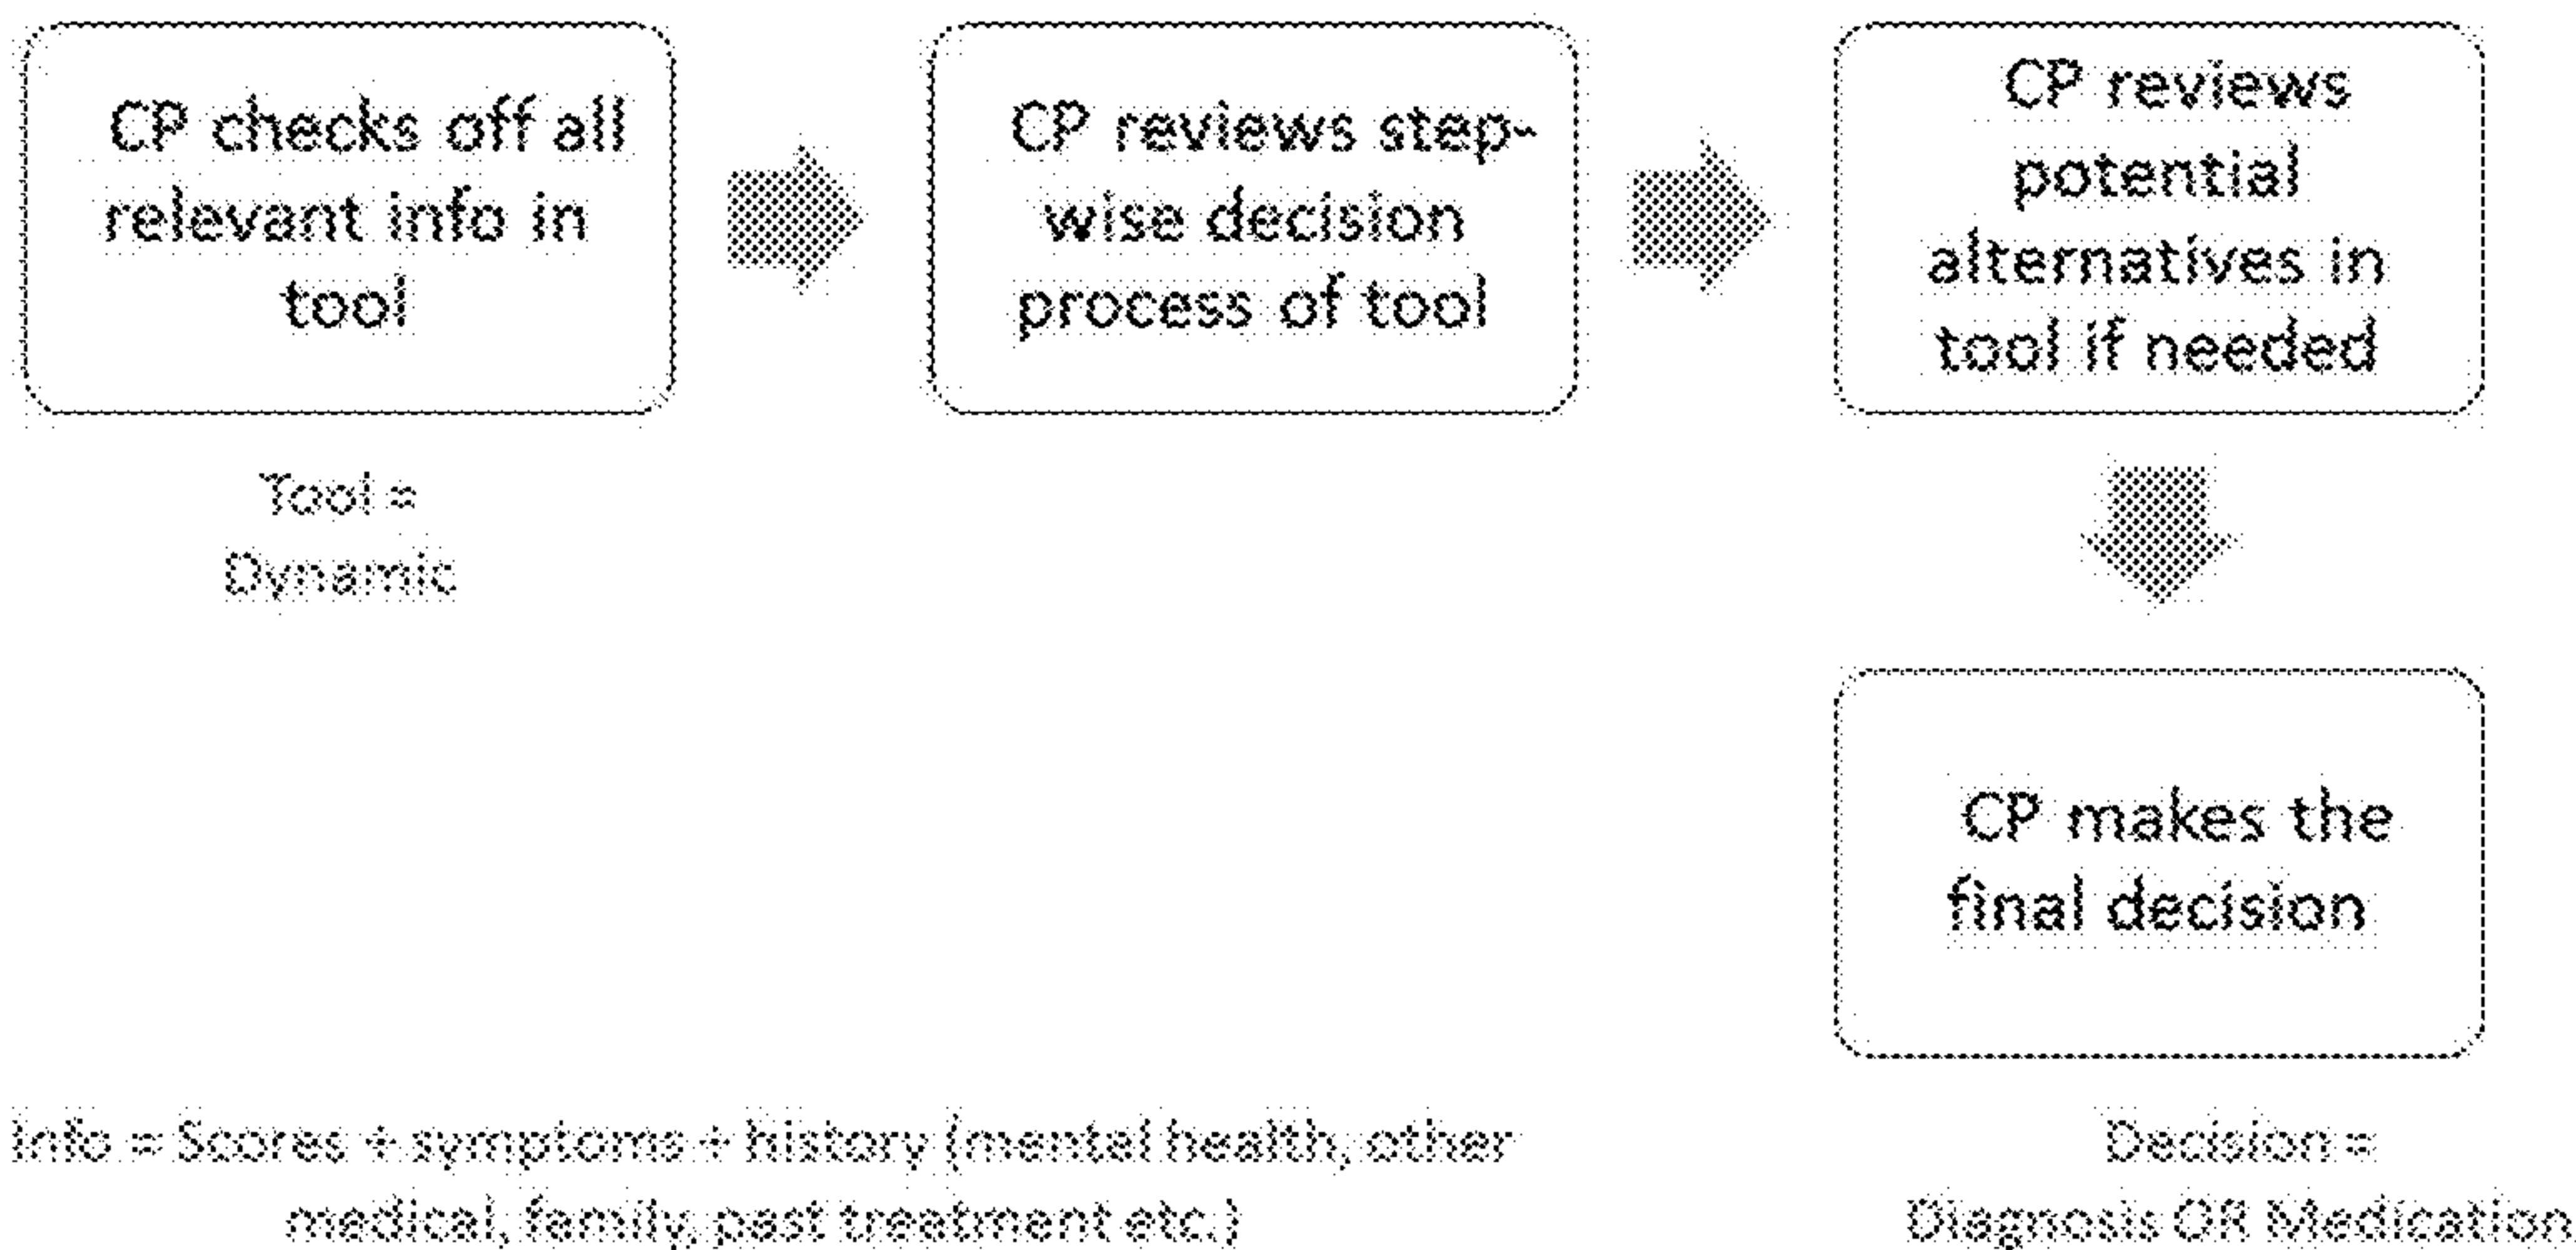 CP checks off all
relevant info in
tool
CP reviews step-
wise decision
process of tool
CP reviews
potential
alternatives in
tool if needed
Tool =
Dynamic
CP makes the
final decision
Info = Scores + symptoms + history (mental health, other
medical, family, past treatment etc.)
Decision =
Diagnosis OR Medication